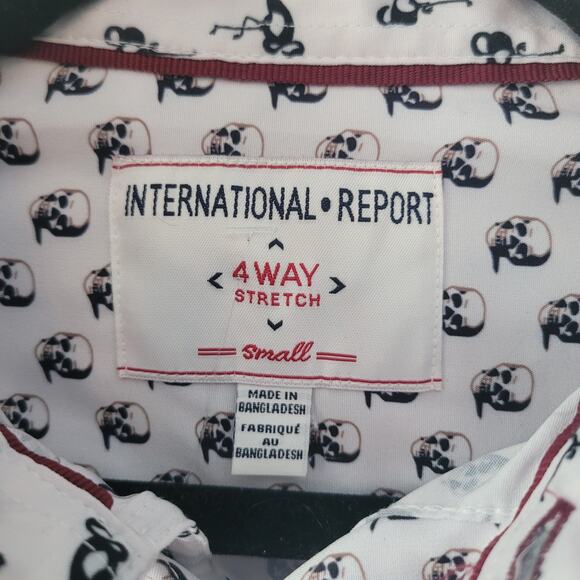 INTERNATIONAL • REPORT
4 WAY
STRETCH
small
MADE IN
BANGLADESH
FABRIQUÉ
AU
BANGLADESH